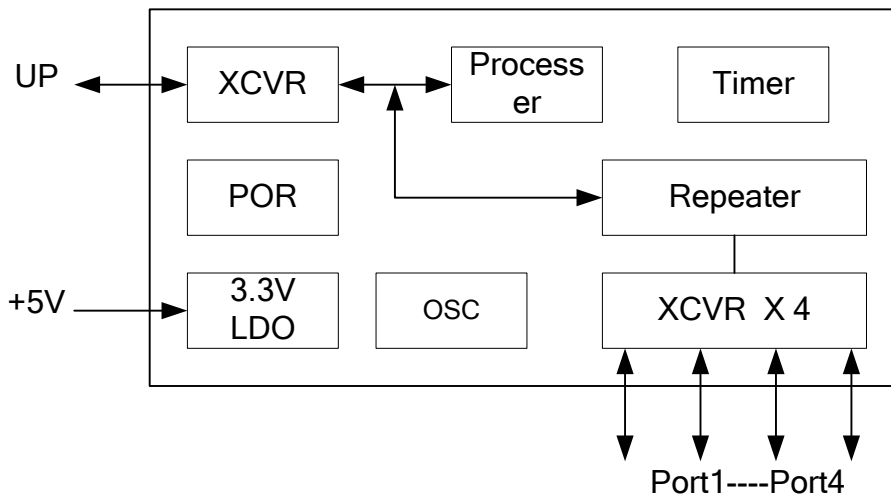 UP
XCVR
Process
er
Timer
POR
Repeater
+5V
3.3V
LDO
OSC
XCVR X 4
Port1----Port4